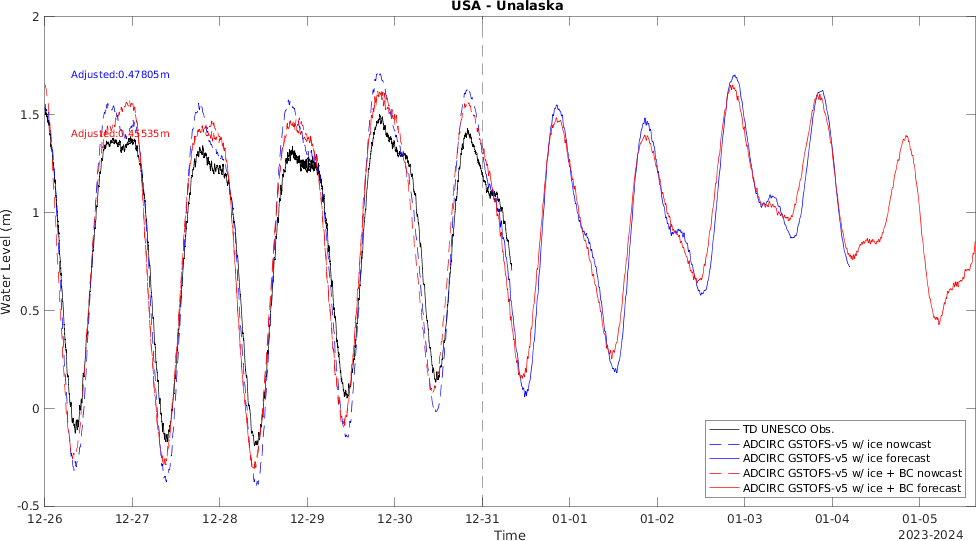 USA - Unalaska
2
1.5
1
0.5
0
-0.5
Water Level (m)
Adjusted:0.47805m
Adjusted:0.45535m
TD UNESCO Obs.
ADCIRC GSTOFS-v5 w/ ice nowcast
ADCIRC GSTOFS-v5 w/ ice forecast
ADCIRC GSTOFS-v5 w/ ice + BC nowcast
ADCIRC GSTOFS-v5 w/ ice + BC forecast
12-26 12-27 12-28 12-29 12-30 12-31 01-01 01-02 01-03 01-04 01-05
Time
2023-2024